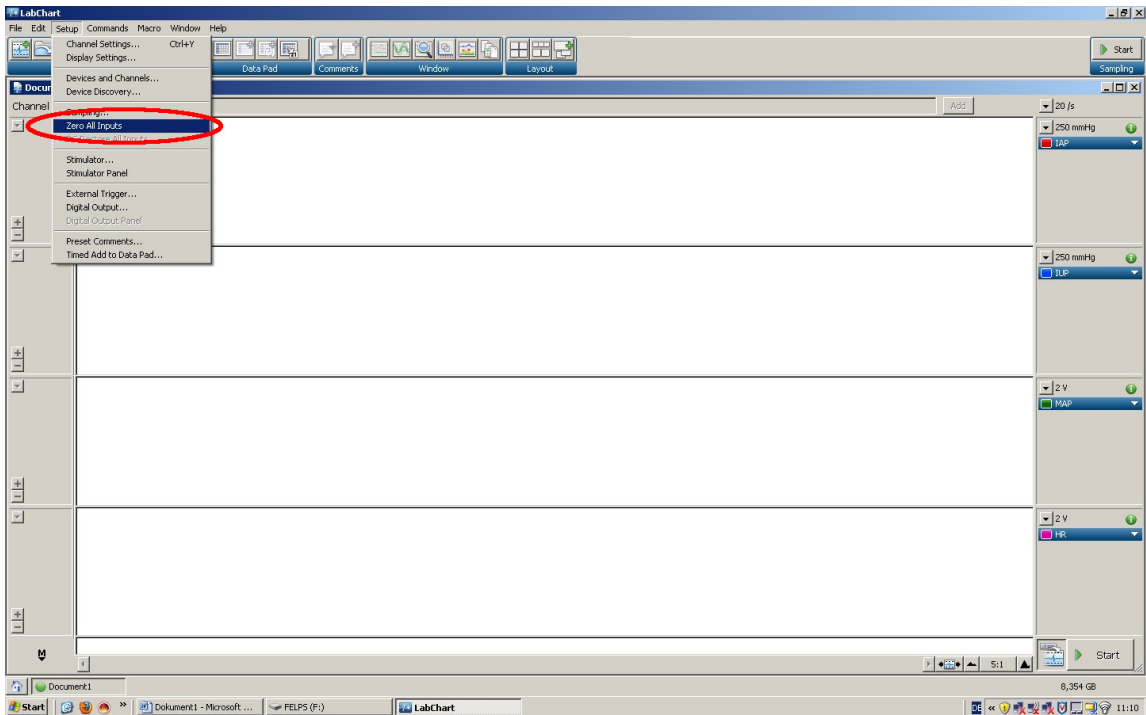 LabChart
File Edit Setup Commands Macro Window Help
Channel Settings... Ctrl+Y
Display Settings...
Devices and Channels...
Device Discovery...
Sampling...
Zero All Inputs
Stimulator...
Stimulator Panel
External Trigger...
Digital Output...
Digital Output Panel
Preset Comments...
Timed Add to Data Pad...
Data Pad Comments Window Layout
Start
Sampling
Docum
Channel
Add
20 /s
250 mmHg
IAP
250 mmHg
IUP
2 V
MAP
2 V
HR
M
5:1
Start
Document1
8,354 GB
Start
Dokument1 - Microsoft ...
FELPS (F:)
LabChart
DE
11:10